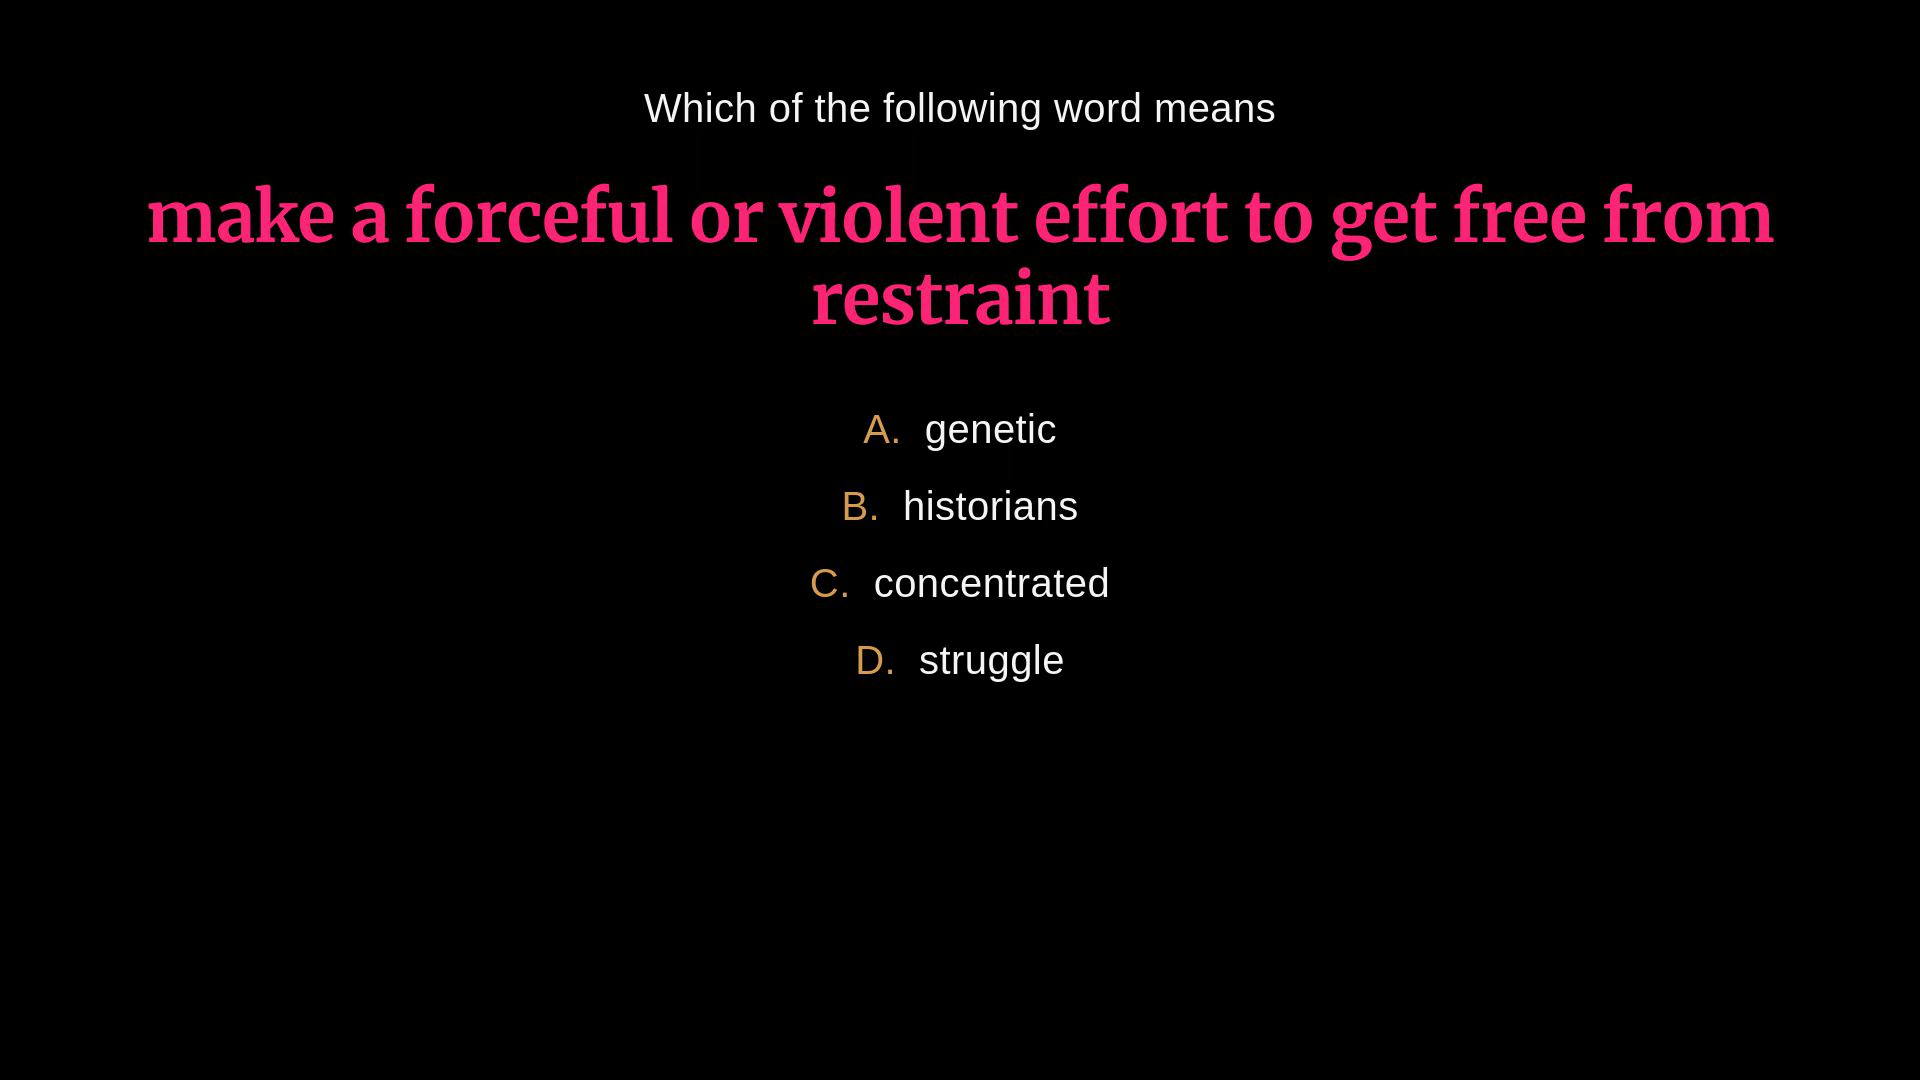 Which of the following word means
make a forceful or violent effort to get free from
restraint
A. genetic
B. historians
C. concentrated
D. struggle